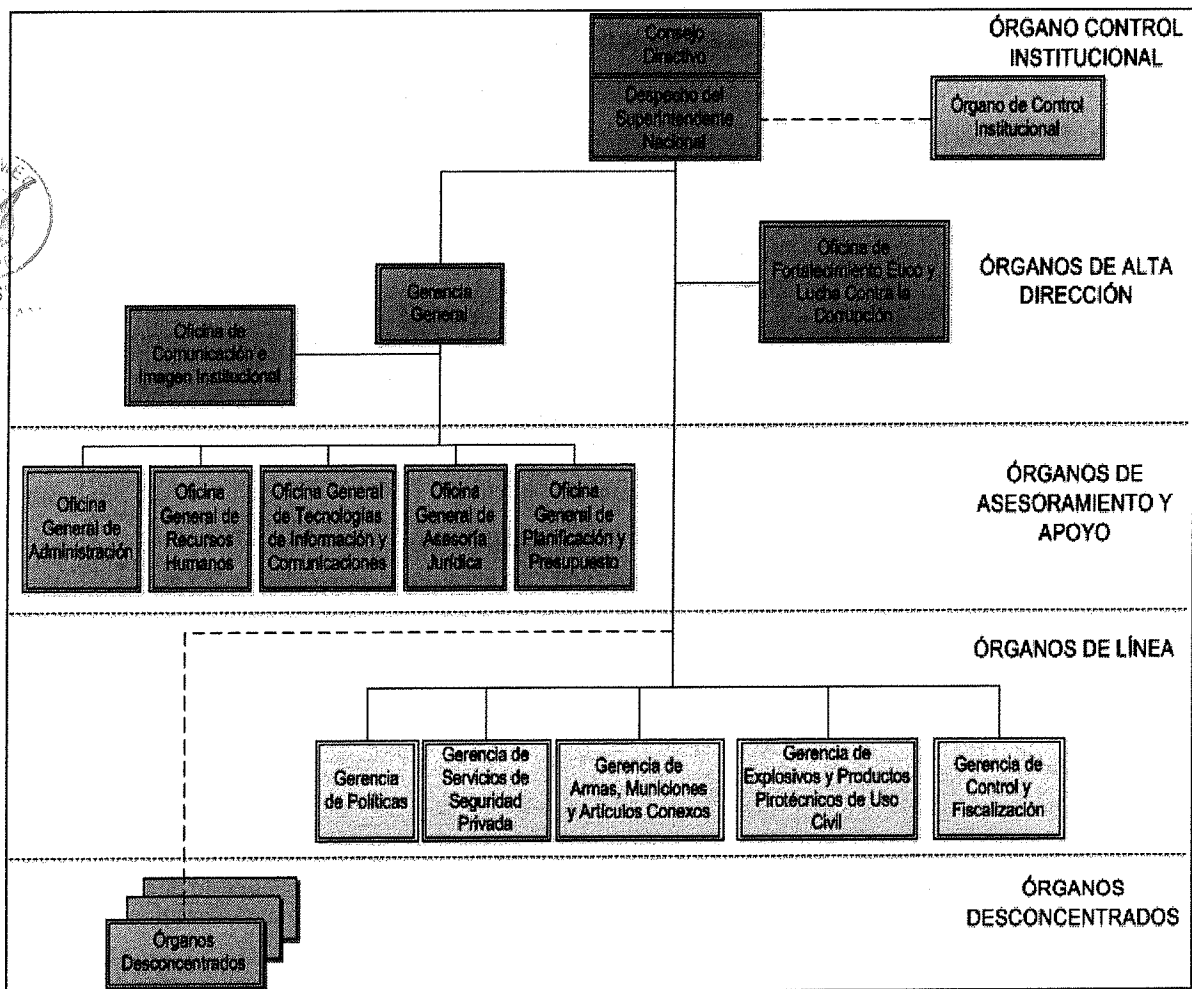 ÓRGANO CONTROL
INSTITUCIONAL
Consejo
Directivo
Despacho del
Superintendente
Nacional
Órgano de Control
Institucional
ÓRGANOS DE ALTA
DIRECCIÓN
Oficina de
Fortalecimiento Ético y
Lucha Contra la
Corrupción
Gerencia
General
Oficina de
Comunicación e
Imagen Institucional
ÓRGANOS DE
ASESORAMIENTO Y
APOYO
Oficina
General de
Administración
Oficina
General de
Recursos
Humanos
Oficina General
de Tecnologías
de Información y
Comunicaciones
Oficina
General de
Asesoría
Jurídica
Oficina
General de
Planificación y
Presupuesto
ÓRGANOS DE LÍNEA
Gerencia
de Políticas
Gerencia de
Servicios de
Seguridad
Privada
Gerencia de
Armas, Municiones
y Artículos Conexos
Gerencia de
Explosivos y Productos
Pirotécnicos de Uso
Civil
Gerencia de
Control y
Fiscalización
ÓRGANOS
DESCONCENTRADOS
Órganos
Desconcentrados